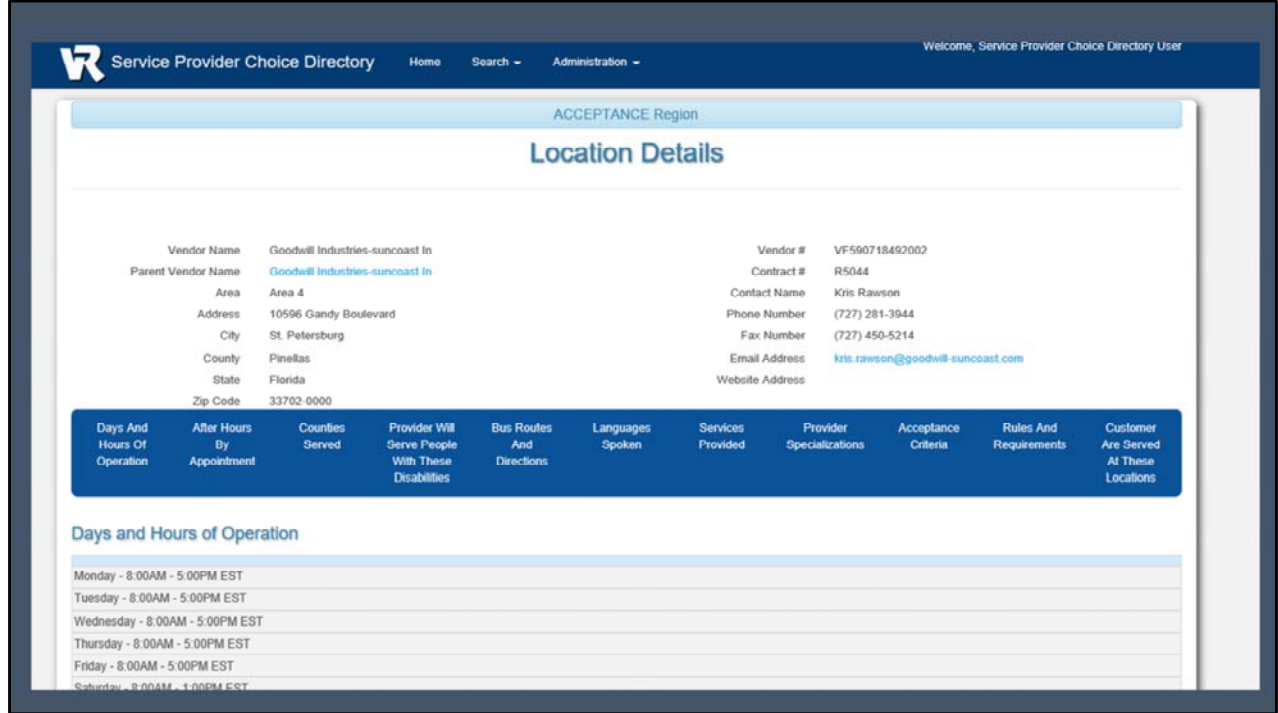 Welcome, Service Provider Choice Directory User
VR Service Provider Choice Directory Home Search Administration
ACCEPTANCE Region
Location Details
Vendor Name Goodwill Industries-suncoast In
Parent Vendor Name Goodwill Industries-suncoast In
Area Area 4
Address 10596 Gandy Boulevard
City St. Petersburg
County Pinellas
State Florida
Zip Code 33702-0000
Vendor # VF590718492002
Contract # R5044
Contact Name Kris Rawson
Phone Number (727) 281-3944
Fax Number (727) 450-5214
Email Address kris.rawson@goodwill-suncoast.com
Website Address
Days And
Hours Of
Operation
After Hours
By
Appointment
Counties
Served
Provider Will
Serve People
With These
Disabilities
Bus Routes
And
Directions
Languages
Spoken
Services
Provided
Provider
Specializations
Acceptance
Criteria
Rules And
Requirements
Customer
Are Served
At These
Locations
Days and Hours of Operation
Monday - 8:00AM - 5:00PM EST
Tuesday - 8:00AM - 5:00PM EST
Wednesday - 8:00AM - 5:00PM EST
Thursday - 8:00AM - 5:00PM EST
Friday - 8:00AM - 5:00PM EST
Saturday - 8:00AM - 1:00PM EST